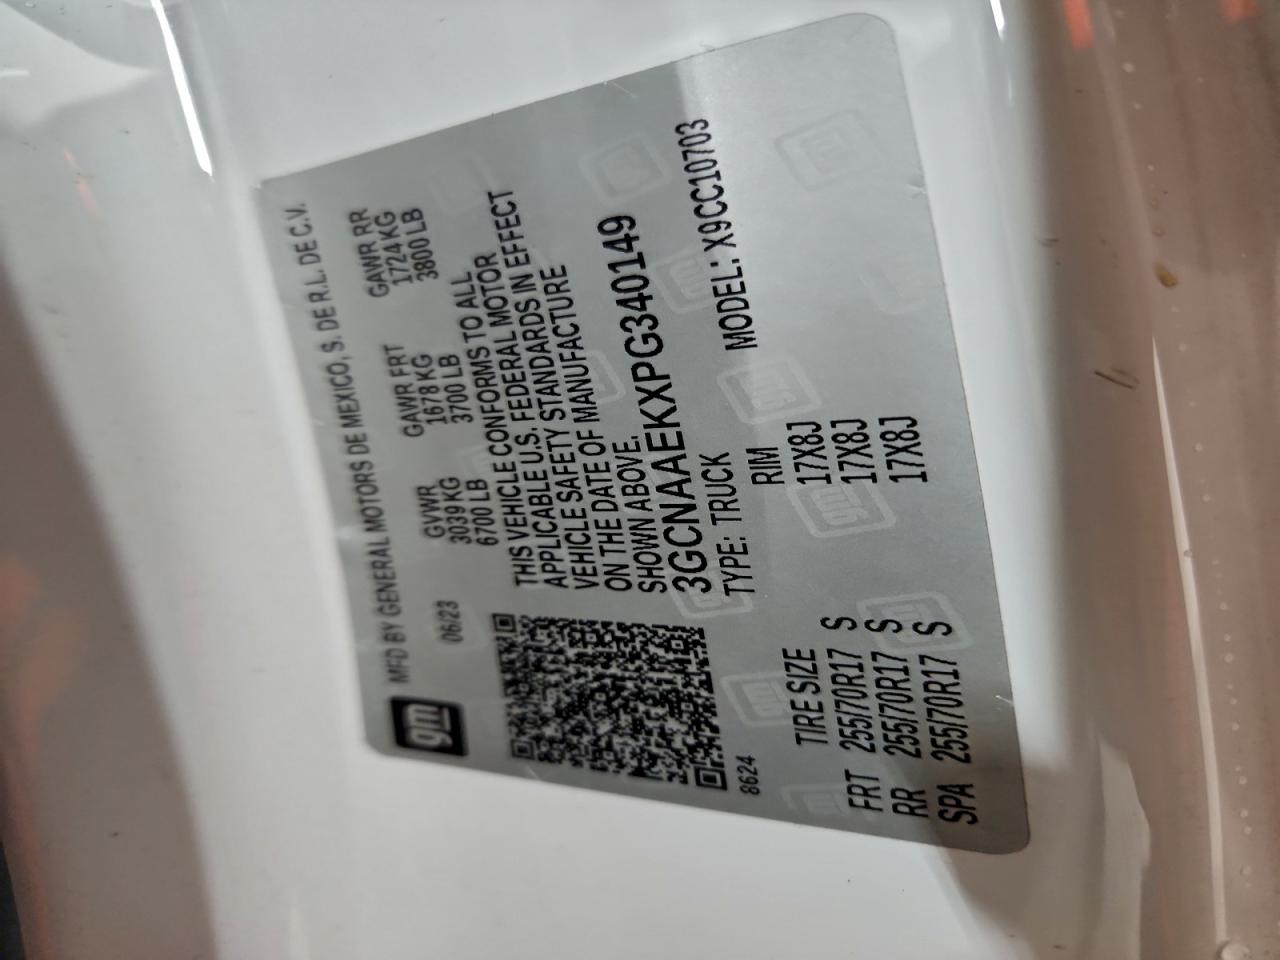 gm
MFD BY GENERAL MOTORS DE MEXICO, S. DE R.L. DE C.V.
06/23
GVWR GAWR FRT GAWR RR
3039 KG 1678 KG 1724 KG
6700 LB 3700 LB 3800 LB
THIS VEHICLE CONFORMS TO ALL
APPLICABLE U.S. FEDERAL MOTOR
VEHICLE SAFETY STANDARDS IN EFFECT
ON THE DATE OF MANUFACTURE
SHOWN ABOVE.
3GCNAAEKXPG340149
TYPE: TRUCK MODEL: X9CC10703
8624
TIRE SIZE RIM
FRT 255/70R17 S 17X8J
RR 255/70R17 S 17X8J
SPA 255/70R17 S 17X8J